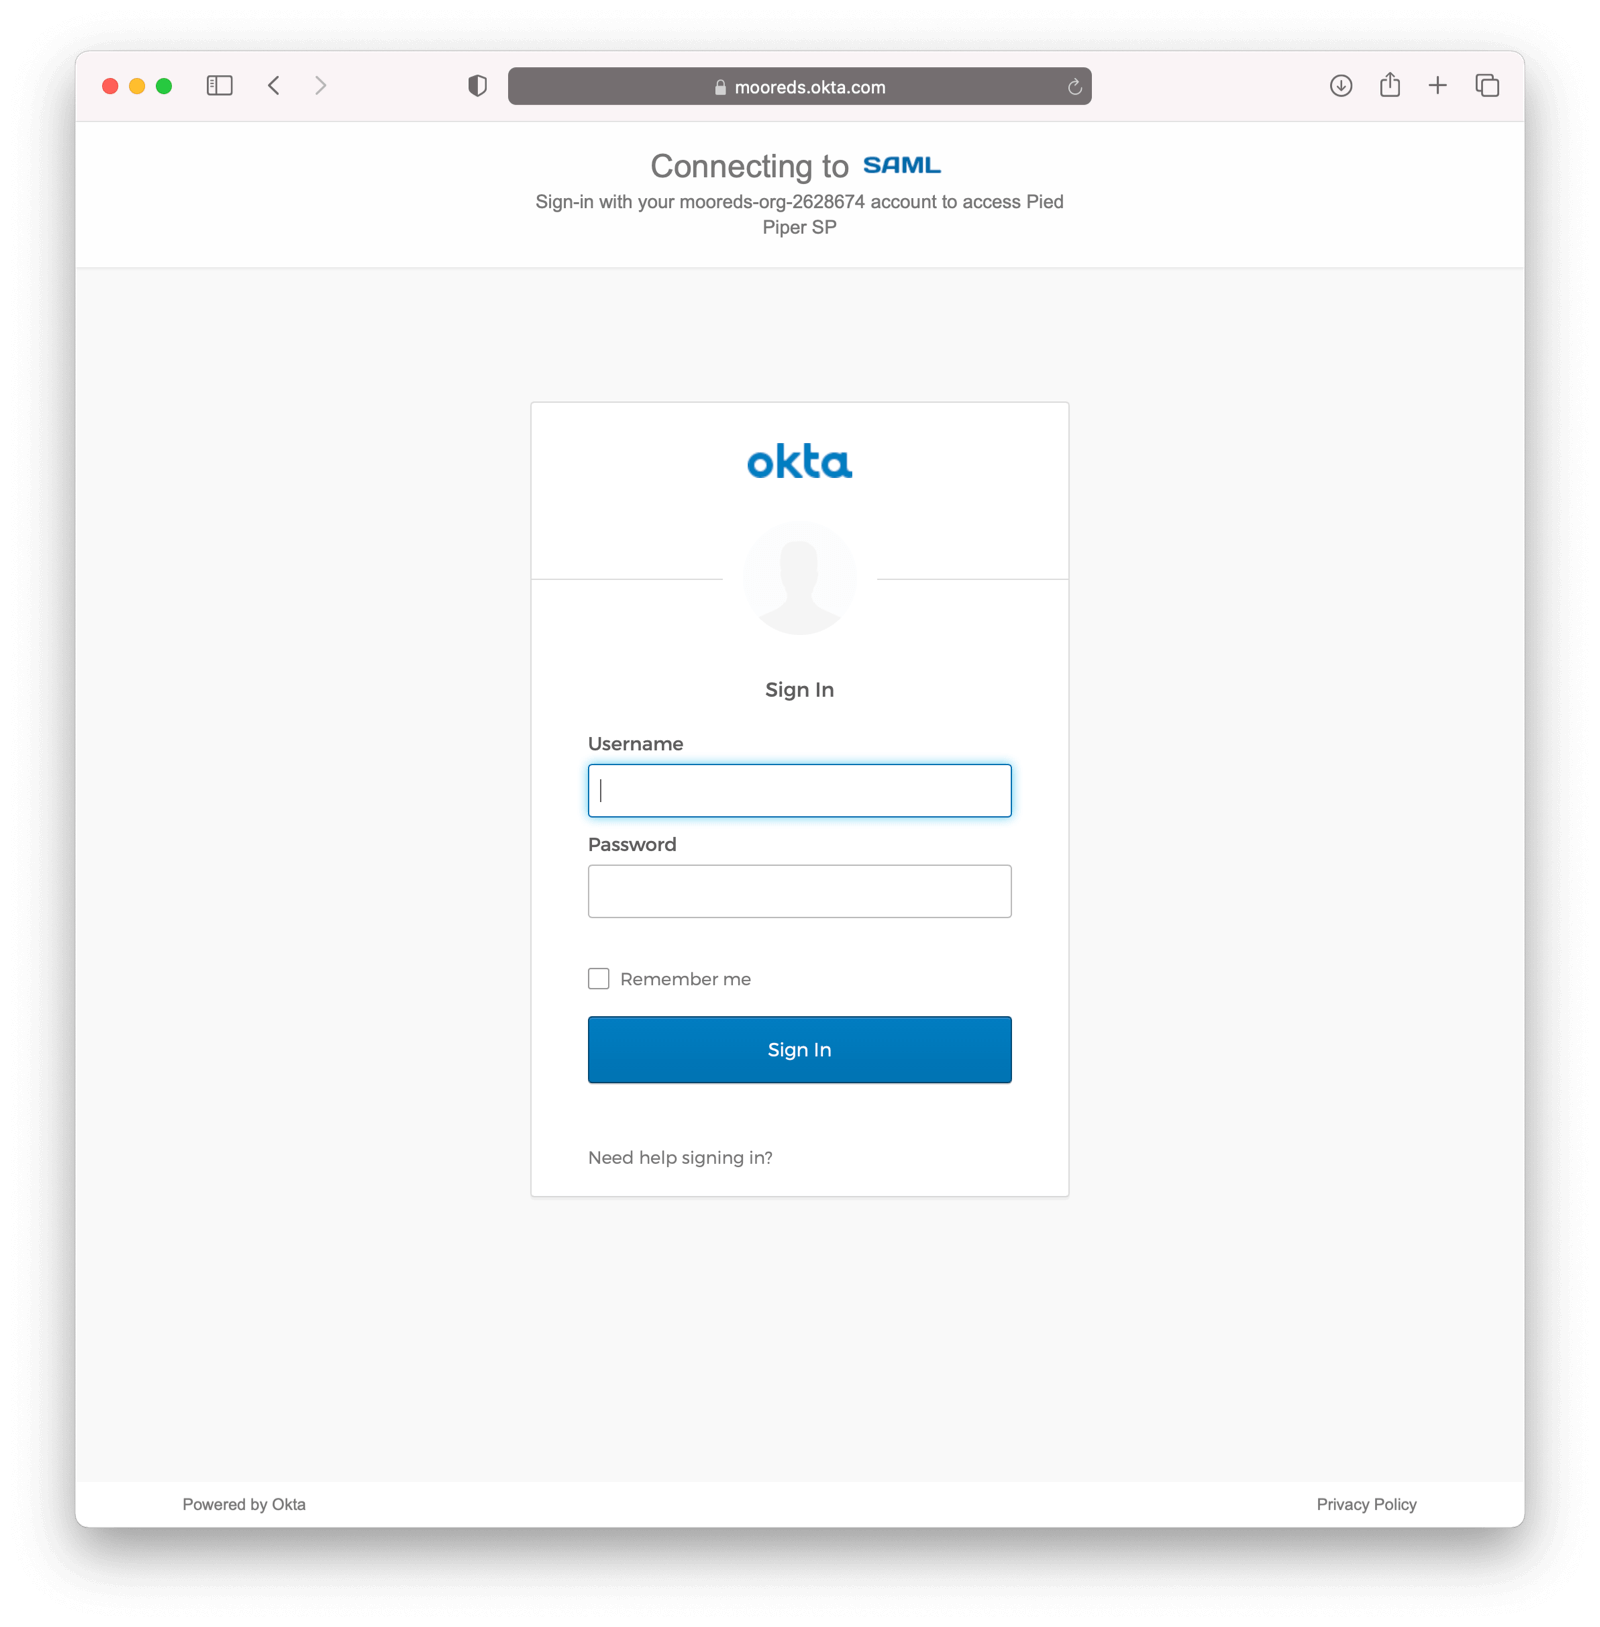 mooreds.okta.com
Connecting to SAML
Sign-in with your mooreds-org-2628674 account to access Pied
Piper SP
okta
Sign In
Username
Password
Remember me
Sign In
Need help signing in?
Powered by Okta
Privacy Policy